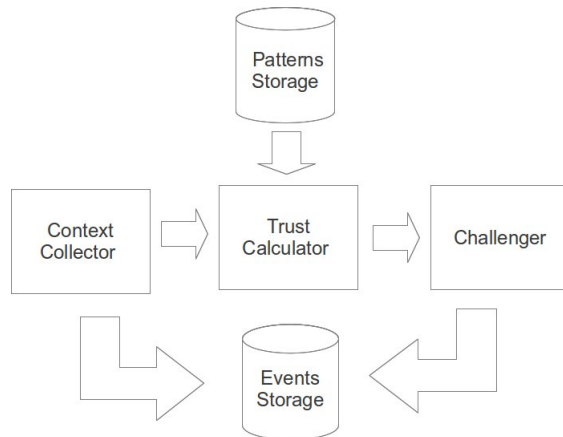 Patterns
Storage
Context
Collector
Trust
Calculator
Challenger
Events
Storage